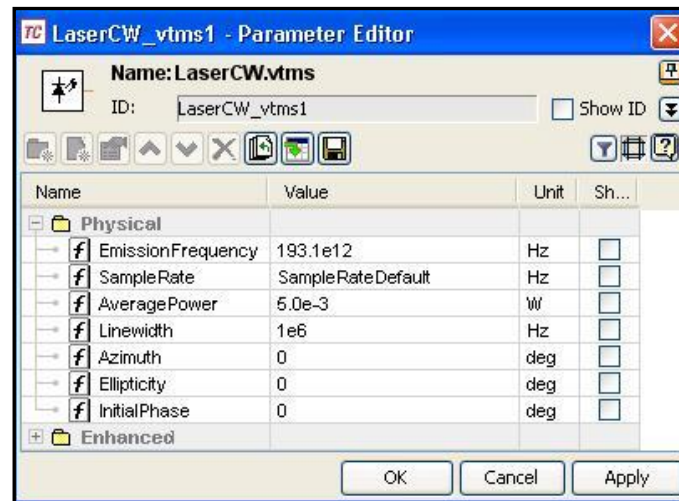 TC LaserCW_vtms1 - Parameter Editor
Name: LaserCW.vtms
ID: LaserCW_vtms1 Show ID
Name Value Unit Sh...
Physical
f EmissionFrequency 193.1e12 Hz
f SampleRate SampleRateDefault Hz
f AveragePower 5.0e-3 W
f Linewidth 1e6 Hz
f Azimuth 0 deg
f Ellipticity 0 deg
f InitialPhase 0 deg
Enhanced
OK Cancel Apply